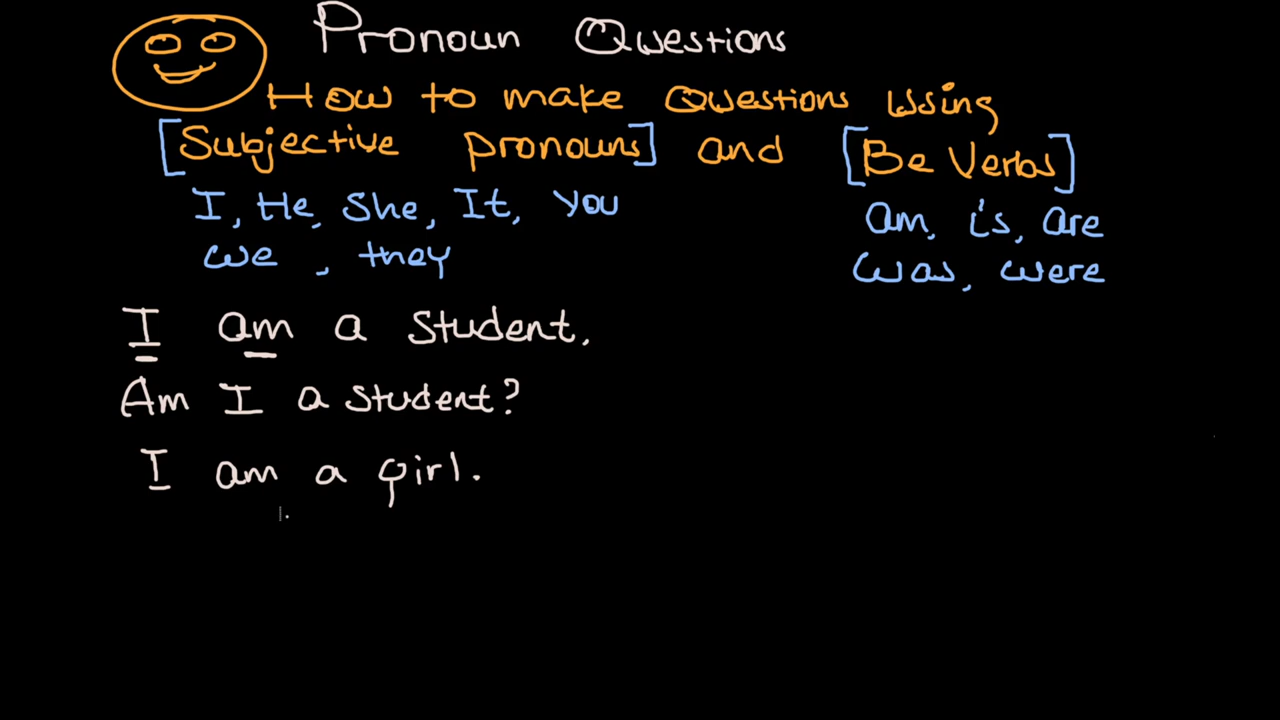 Pronoun Questions
How to make Questions Using
[Subjective pronouns] and [Be Verbs]
I, He, She, It, You
we, they
am, is, are
was, were
I am a student.
Am I a student?
I am a girl.